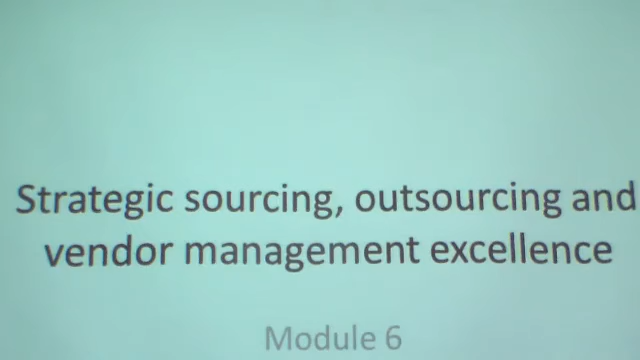 Strategic sourcing, outsourcing and
vendor management excellence
Module 6